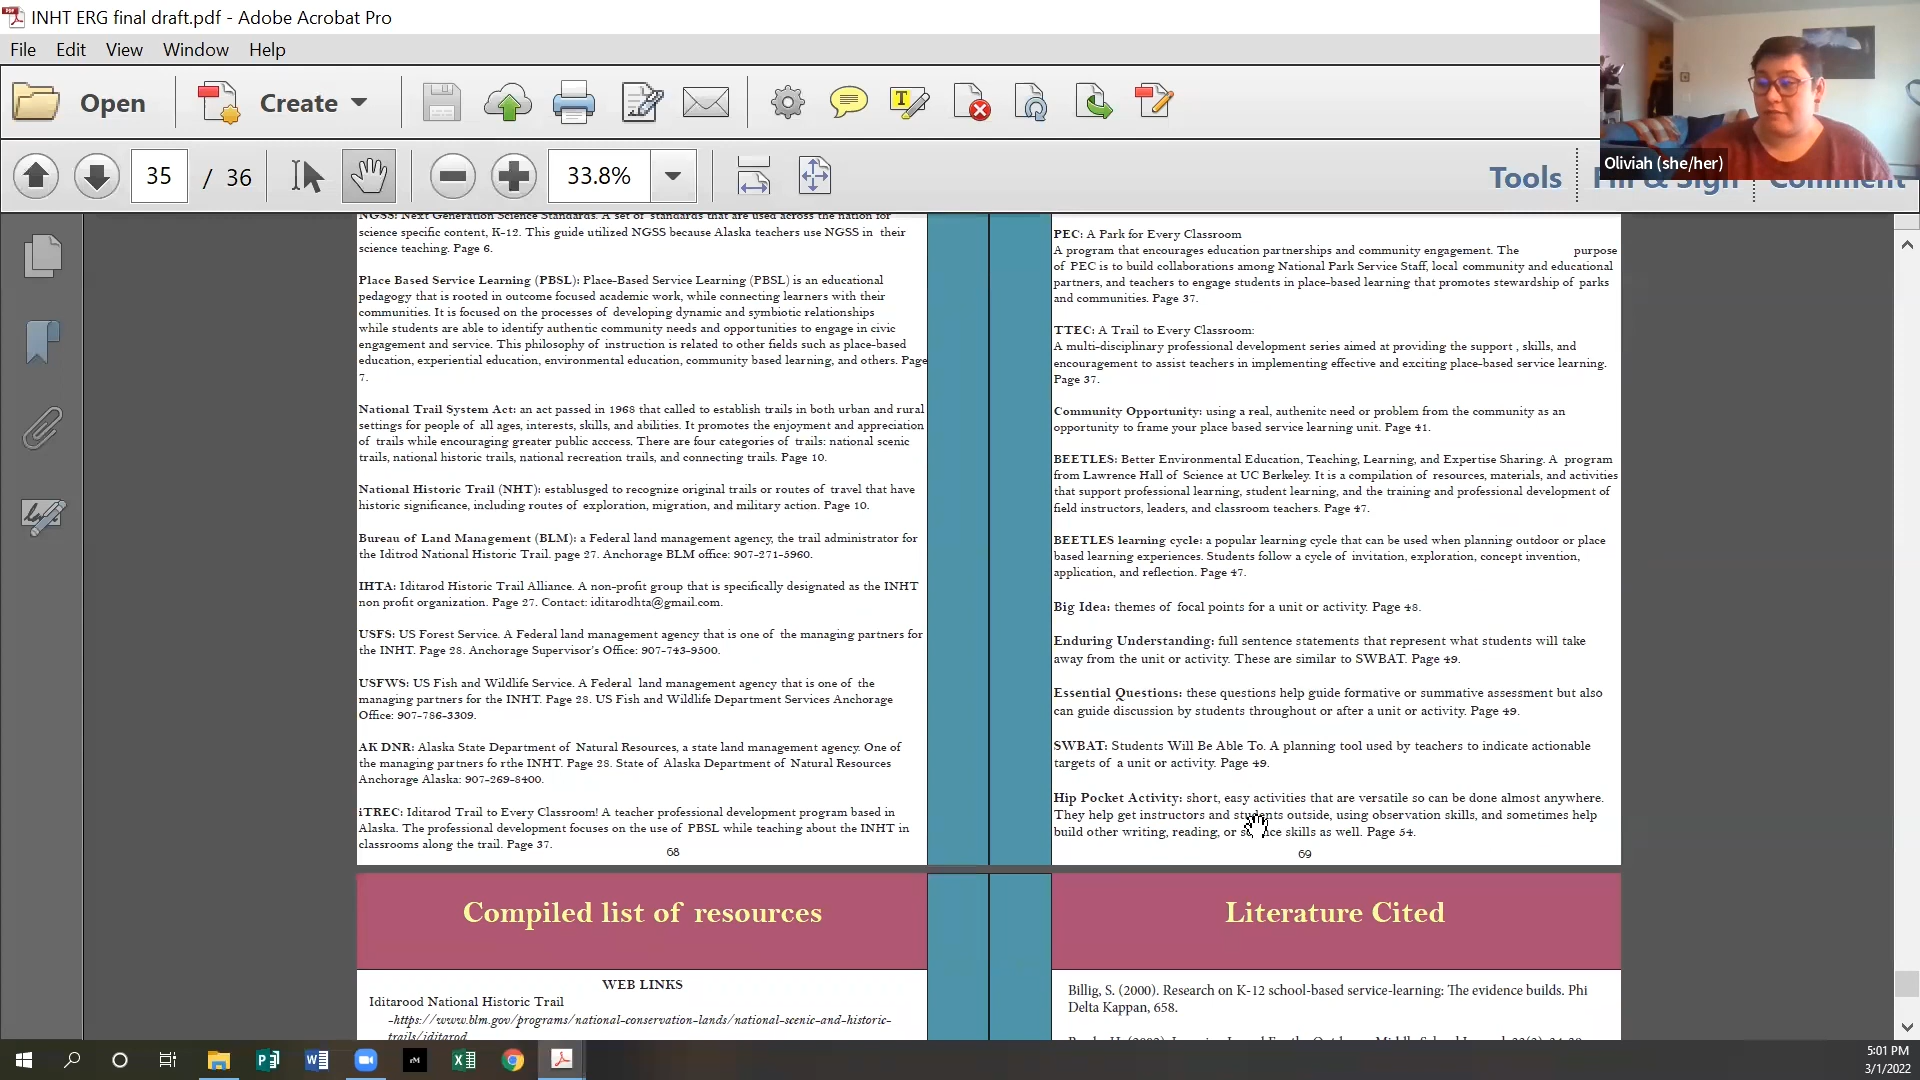 INHT ERG final draft.pdf - Adobe Acrobat Pro
File Edit View Window Help
Open
Create
35 / 36
33.8%
Tools
Fill & Sign
Comment
Oliviah (she/her)
NGSS: Next Generation Science Standards. A set of standards that are used across the nation for
science specific content, K-12. This guide utilized NGSS because Alaska teachers use NGSS in their
science teaching. Page 6.
Place Based Service Learning (PBSL): Place-Based Service Learning (PBSL) is an educational
pedagogy that is rooted in outcome focused academic work, while connecting learners with their
communities. It is focused on the processes of developing dynamic and symbiotic relationships
while students are able to identify authentic community needs and opportunities to engage in civic
engagement and service. This philosophy of instruction is related to other fields such as place-based
education, experiential education, environmental education, community based learning, and others. Page
7.
National Trail System Act: an act passed in 1968 that called to establish trails in both urban and rural
settings for people of all ages, interests, skills, and abilities. It promotes the enjoyment and appreciation
of trails while encouraging greater public acccess. There are four categories of trails: national scenic
trails, national historic trails, national recreation trails, and connecting trails. Page 10.
National Historic Trail (NHT): establusged to recognize original trails or routes of travel that have
historic significance, including routes of exploration, migration, and military action. Page 10.
Bureau of Land Management (BLM): a Federal land management agency, the trail administrator for
the Iditrod National Historic Trail. page 27. Anchorage BLM office: 907-271-5960.
IHTA: Iditarod Historic Trail Alliance. A non-profit group that is specifically designated as the INHT
non profit organization. Page 27. Contact: iditarodhta@gmail.com.
USFS: US Forest Service. A Federal land management agency that is one of the managing partners for
the INHT. Page 28. Anchorage Supervisor's Office: 907-743-9500.
USFWS: US Fish and Wildlife Service. A Federal land management agency that is one of the
managing partners for the INHT. Page 28. US Fish and Wildlife Department Services Anchorage
Office: 907-786-3309.
AK DNR: Alaska State Department of Natural Resources, a state land management agency. One of
the managing partners fo rthe INHT. Page 28. State of Alaska Department of Natural Resources
Anchorage Alaska: 907-269-8400.
iTREC: Iditarod Trail to Every Classroom! A teacher professional development program based in
Alaska. The professional development focuses on the use of PBSL while teaching about the INHT in
classrooms along the trail. Page 37.
68
PEC: A Park for Every Classroom
A program that encourages education partnerships and community engagement. The purpose
of PEC is to build collaborations among National Park Service Staff, local community and educational
partners, and teachers to engage students in place-based learning that promotes stewardship of parks
and communities. Page 37.
TTEC: A Trail to Every Classroom:
A multi-disciplinary professional development series aimed at providing the support , skills, and
encouragement to assist teachers in implementing effective and exciting place-based service learning.
Page 37.
Community Opportunity: using a real, authenitc need or problem from the community as an
opportunity to frame your place based service learning unit. Page 41.
BEETLES: Better Environmental Education, Teaching, Learning, and Expertise Sharing. A program
from Lawrence Hall of Science at UC Berkeley. It is a compilation of resources, materials, and activities
that support professional learning, student learning, and the training and professional development of
field instructors, leaders, and classroom teachers. Page 47.
BEETLES learning cycle: a popular learning cycle that can be used when planning outdoor or place
based learning experiences. Students follow a cycle of invitation, exploration, concept invention,
application, and reflection. Page 47.
Big Idea: themes of focal points for a unit or activity. Page 48.
Enduring Understanding: full sentence statements that represent what students will take
away from the unit or activity. These are similar to SWBAT. Page 49.
Essential Questions: these questions help guide formative or summative assessment but also
can guide discussion by students throughout or after a unit or activity. Page 49.
SWBAT: Students Will Be Able To. A planning tool used by teachers to indicate actionable
targets of a unit or activity. Page 49.
Hip Pocket Activity: short, easy activities that are versatile so can be done almost anywhere.
They help get instructors and students outside, using observation skills, and sometimes help
build other writing, reading, or science skills as well. Page 54.
69
Compiled list of resources
WEB LINKS
Iditarood National Historic Trail
-https://www.blm.gov/programs/national-conservation-lands/national-scenic-and-historic-
trails/iditarod
Literature Cited
Billig, S. (2000). Research on K-12 school-based service-learning: The evidence builds. Phi
Delta Kappan, 658.
5:01 PM
3/1/2022